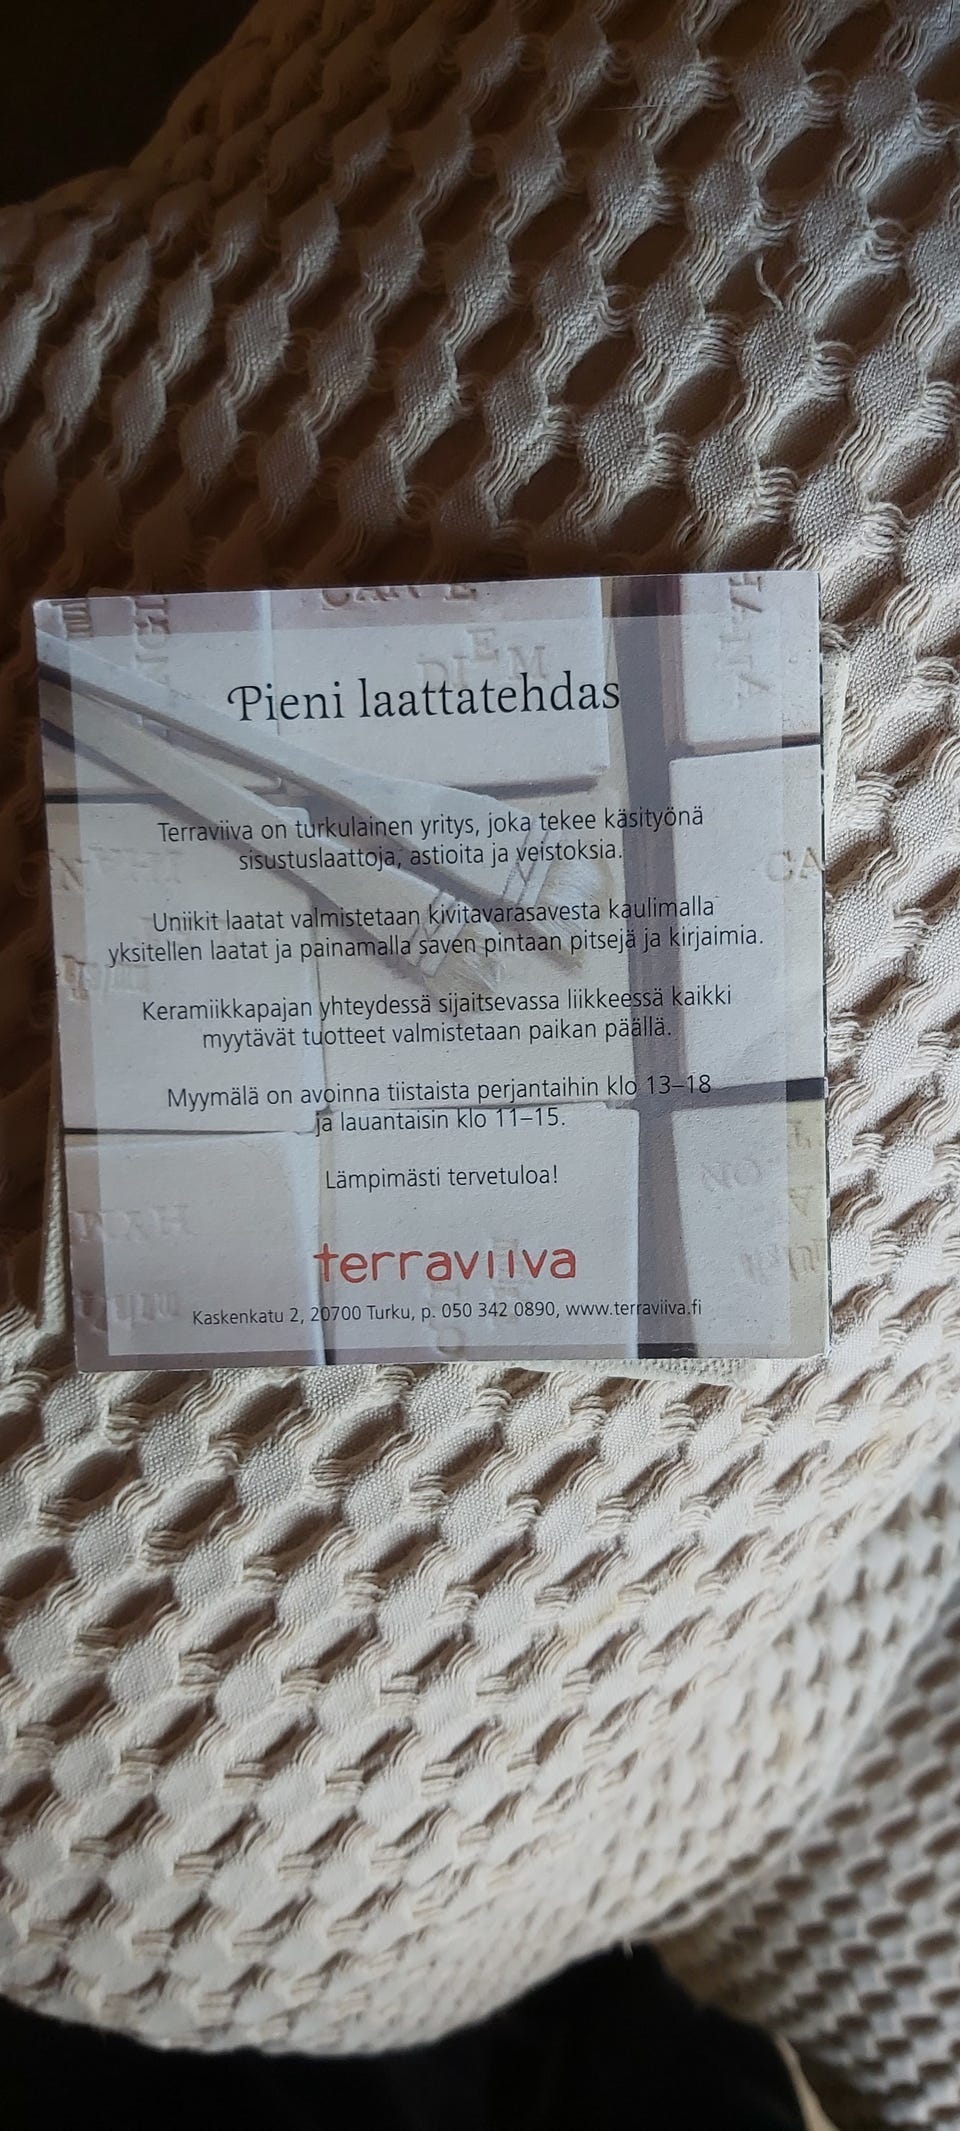 CARPE
DIEM
Pieni laattatehdas
Terraviiva on turkulainen yritys, joka tekee käsityönä
sisustuslaattoja, astioita ja veistoksia.
Uniikit laatat valmistetaan kivitavarasavesta kaulimalla
yksitellen laatat ja painamalla saven pintaan pitsejä ja kirjaimia.
CA
Keramiikkapajan yhteydessä sijaitsevassa liikkeessä kaikki
myytävät tuotteet valmistetaan paikan päällä.
Myymälä on avoinna tiistaista perjantaihin klo 13–18
ja lauantaisin klo 11–15.
Lämpimästi tervetuloa!
terraviiva
Kaskenkatu 2, 20700 Turku, p. 050 342 0890, www.terraviiva.fi